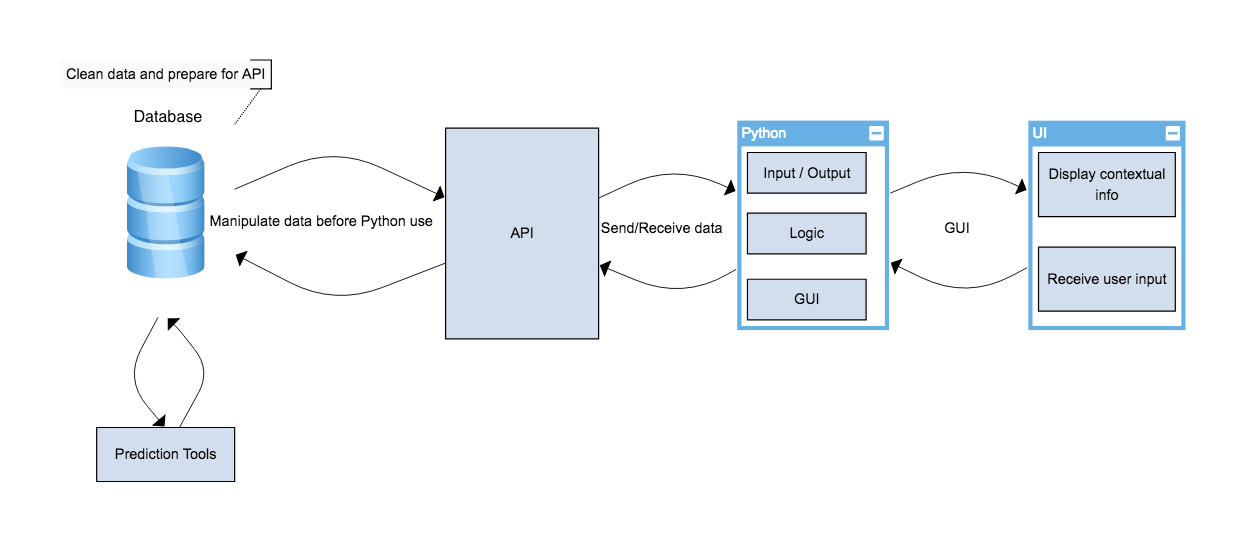 Clean data and prepare for API
Database
Manipulate data before Python use
API
Send/Receive data
Python
Input / Output
Logic
GUI
GUI
UI
Display contextual
info
Receive user input
Prediction Tools